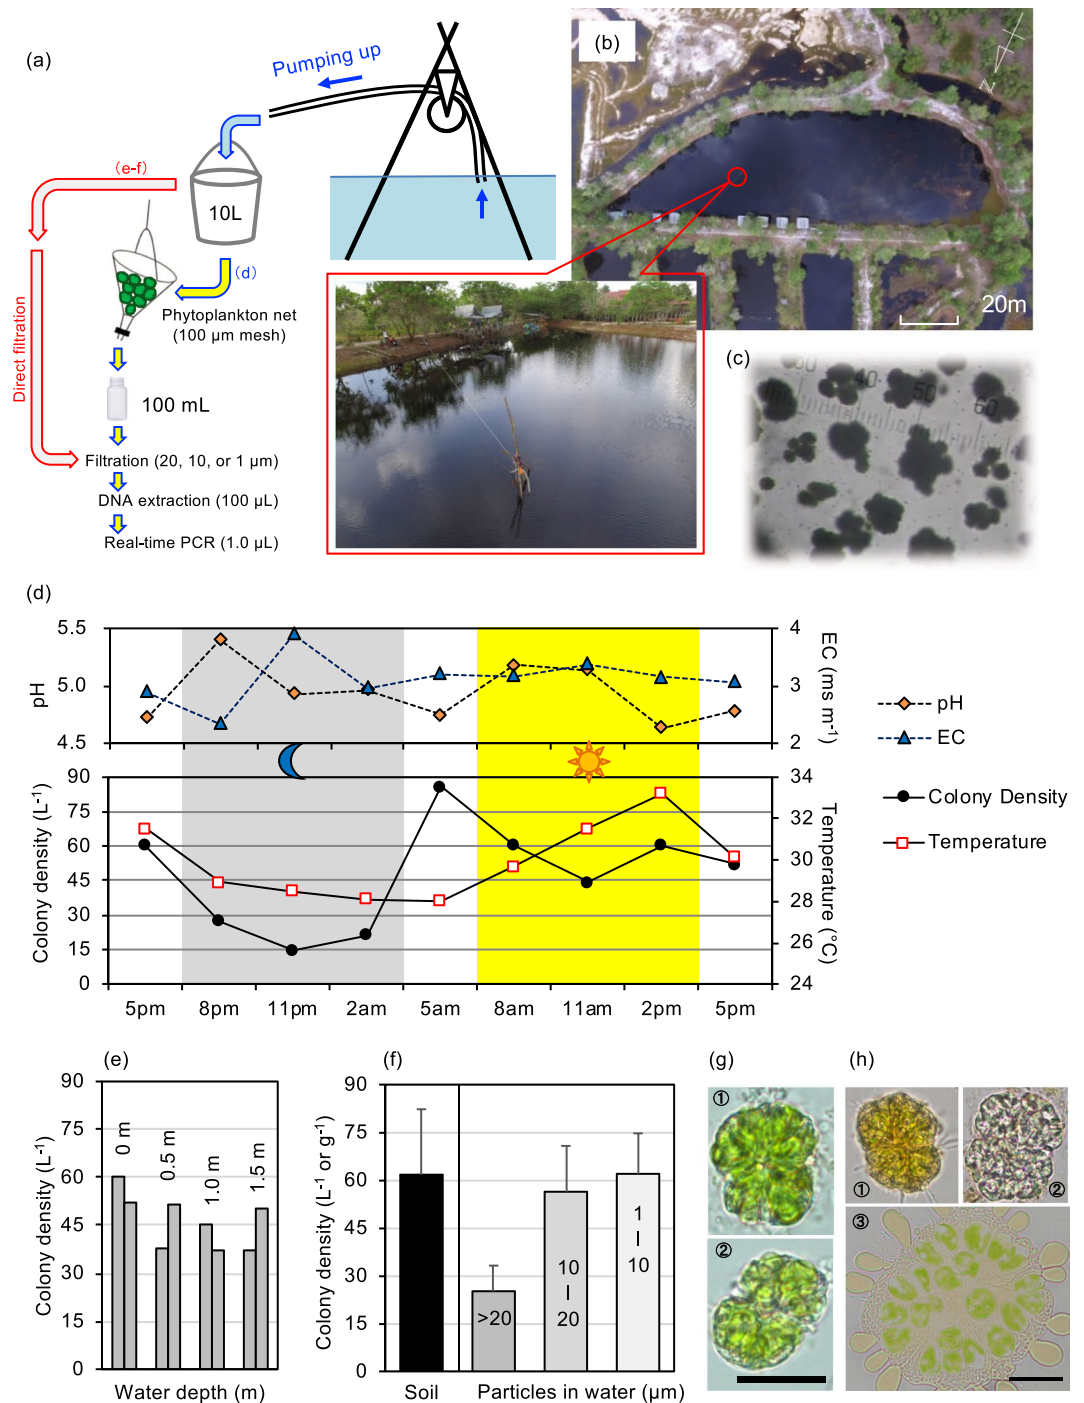 (a)
Pumping up
(e-f)
10L
(d)
Phytoplankton net
(100 µm mesh)
Direct filtration
100 mL
Filtration (20, 10, or 1 µm)
DNA extraction (100 µL)
Real-time PCR (1.0 µL)
(b)
N
20m
(c)
40
50
60
(d)
5.5
5.0
4.5
pH
4
3
2
EC (ms m-1)
pH
EC
90
75
60
45
30
15
0
Colony density (L-1)
34
32
30
28
26
24
Temperature (°C)
Colony Density
Temperature
5pm 8pm 11pm 2am 5am 8am 11am 2pm 5pm
(e)
90
75
60
45
30
15
0
Colony density (L-1)
0 m
0.5 m
1.0 m
1.5 m
Water depth (m)
(f)
90
75
60
45
30
15
0
Colony density (L-1 or g-1)
>20
10
I
20
1
I
10
Soil
Particles in water (µm)
(g)
①
②
(h)
①
②
③